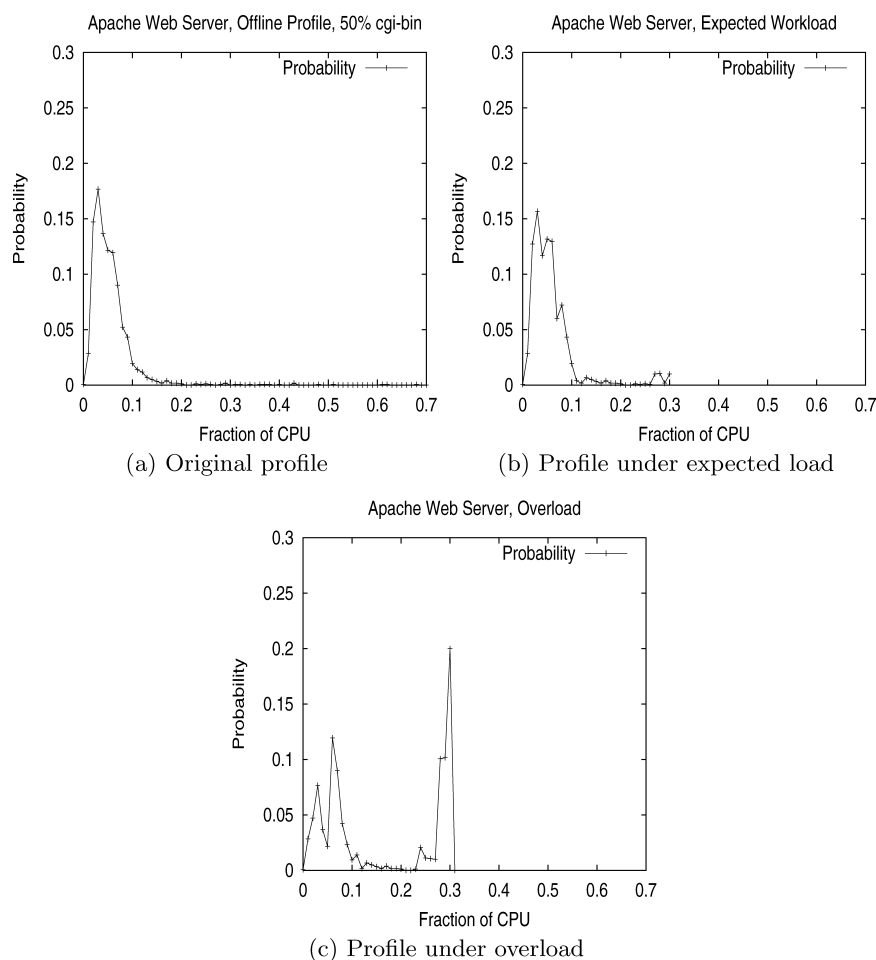 Apache Web Server, Offline Profile, 50% cgi-bin
0.3
0.25
0.2
0.15
0.1
0.05
0
Probability
Probability
0 0.1 0.2 0.3 0.4 0.5 0.6 0.7
Fraction of CPU
(a) Original profile
Apache Web Server, Expected Workload
0.3
0.25
0.2
0.15
0.1
0.05
0
Probability
Probability
0 0.1 0.2 0.3 0.4 0.5 0.6 0.7
Fraction of CPU
(b) Profile under expected load
Apache Web Server, Overload
0.3
0.25
0.2
0.15
0.1
0.05
0
Probability
Probability
0 0.1 0.2 0.3 0.4 0.5 0.6 0.7
Fraction of CPU
(c) Profile under overload